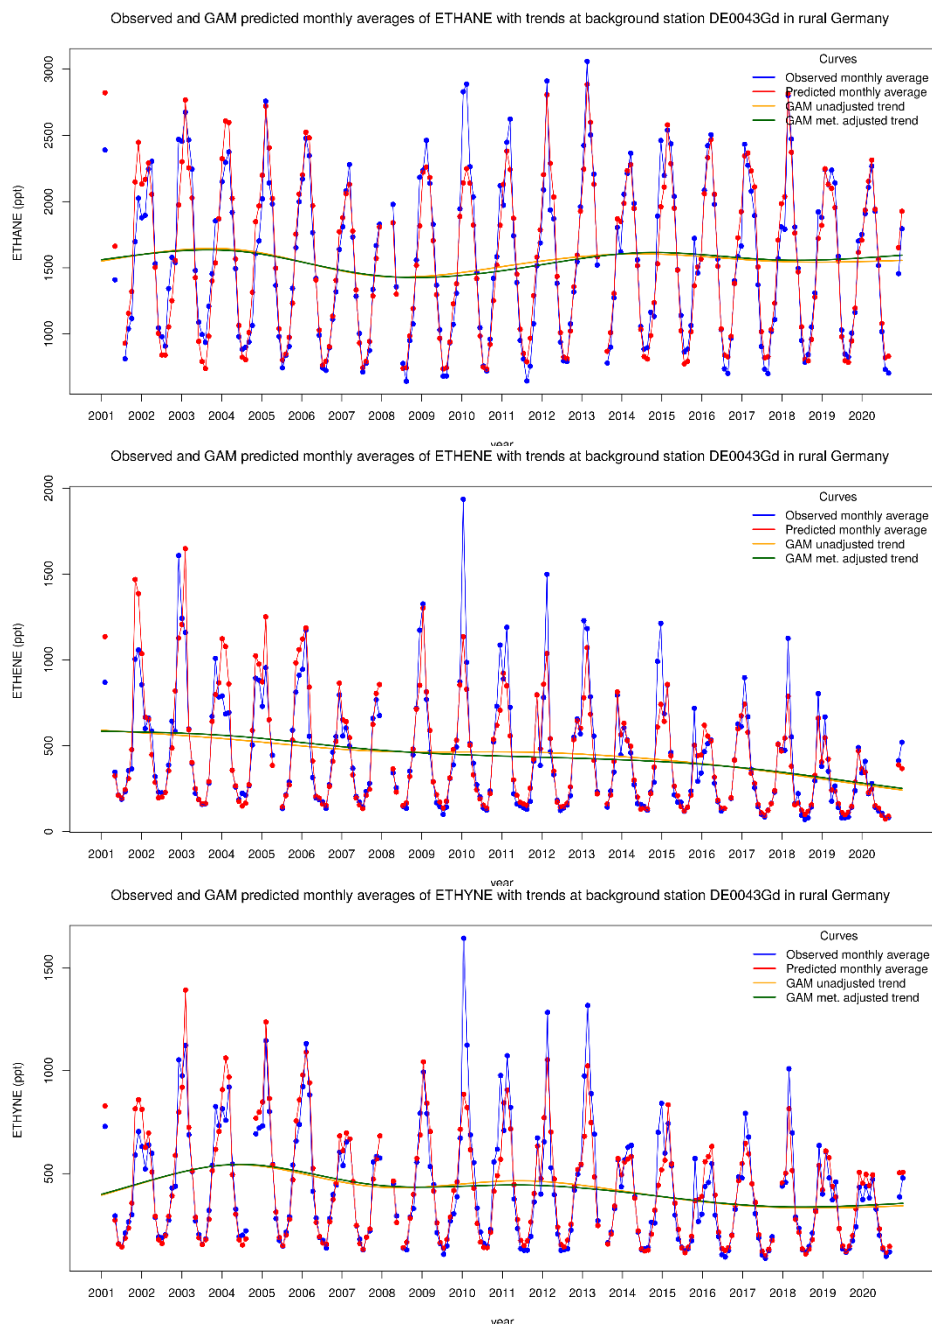 Observed and GAM predicted monthly averages of ETHANE with trends at background station DE0043Gd in rural Germany
Curves
Observed monthly average
Predicted monthly average
GAM unadjusted trend
GAM met. adjusted trend
ETHANE (ppt)
3000
2500
2000
1500
1000
2001 2002 2003 2004 2005 2006 2007 2008 2009 2010 2011 2012 2013 2014 2015 2016 2017 2018 2019 2020
year
Observed and GAM predicted monthly averages of ETHENE with trends at background station DE0043Gd in rural Germany
Curves
Observed monthly average
Predicted monthly average
GAM unadjusted trend
GAM met. adjusted trend
ETHENE (ppt)
2000
1500
1000
500
0
2001 2002 2003 2004 2005 2006 2007 2008 2009 2010 2011 2012 2013 2014 2015 2016 2017 2018 2019 2020
year
Observed and GAM predicted monthly averages of ETHYNE with trends at background station DE0043Gd in rural Germany
Curves
Observed monthly average
Predicted monthly average
GAM unadjusted trend
GAM met. adjusted trend
ETHYNE (ppt)
1500
1000
500
2001 2002 2003 2004 2005 2006 2007 2008 2009 2010 2011 2012 2013 2014 2015 2016 2017 2018 2019 2020
year